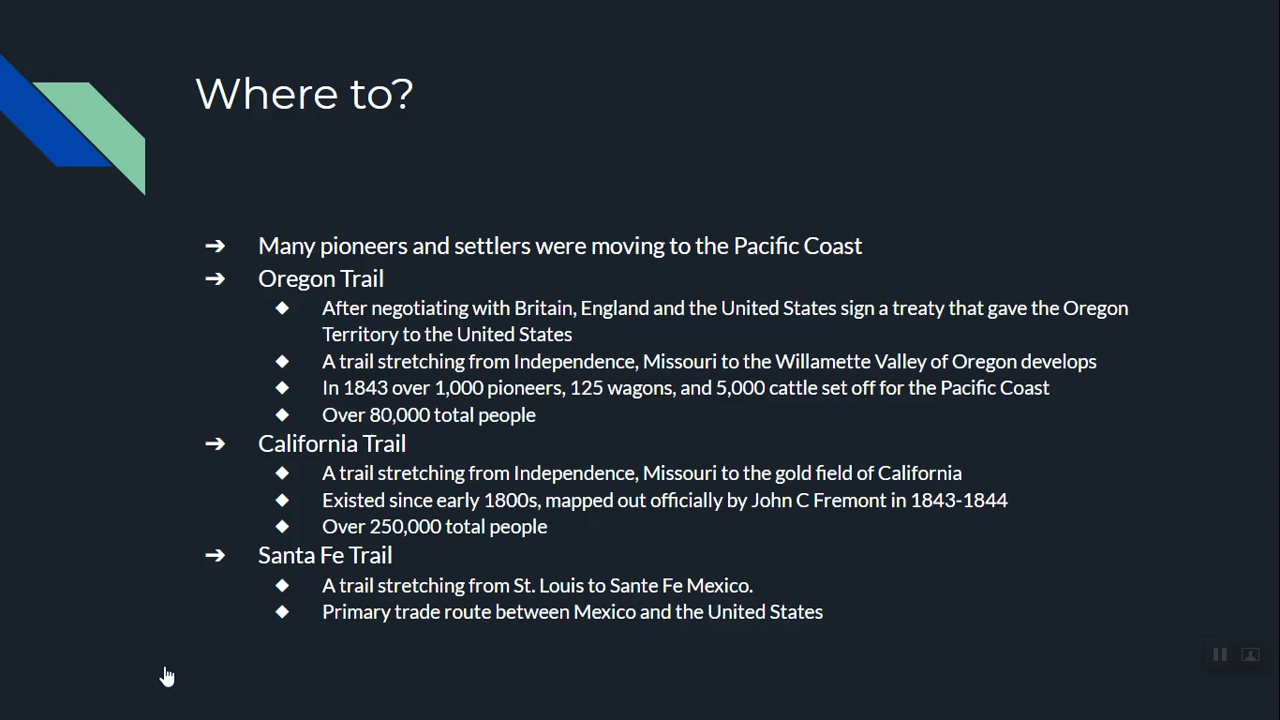 Where to?
➔ Many pioneers and settlers were moving to the Pacific Coast
➔ Oregon Trail
◆ After negotiating with Britain, England and the United States sign a treaty that gave the Oregon
Territory to the United States
◆ A trail stretching from Independence, Missouri to the Willamette Valley of Oregon develops
◆ In 1843 over 1,000 pioneers, 125 wagons, and 5,000 cattle set off for the Pacific Coast
◆ Over 80,000 total people
➔ California Trail
◆ A trail stretching from Independence, Missouri to the gold field of California
◆ Existed since early 1800s, mapped out officially by John C Fremont in 1843-1844
◆ Over 250,000 total people
➔ Santa Fe Trail
◆ A trail stretching from St. Louis to Sante Fe Mexico.
◆ Primary trade route between Mexico and the United States